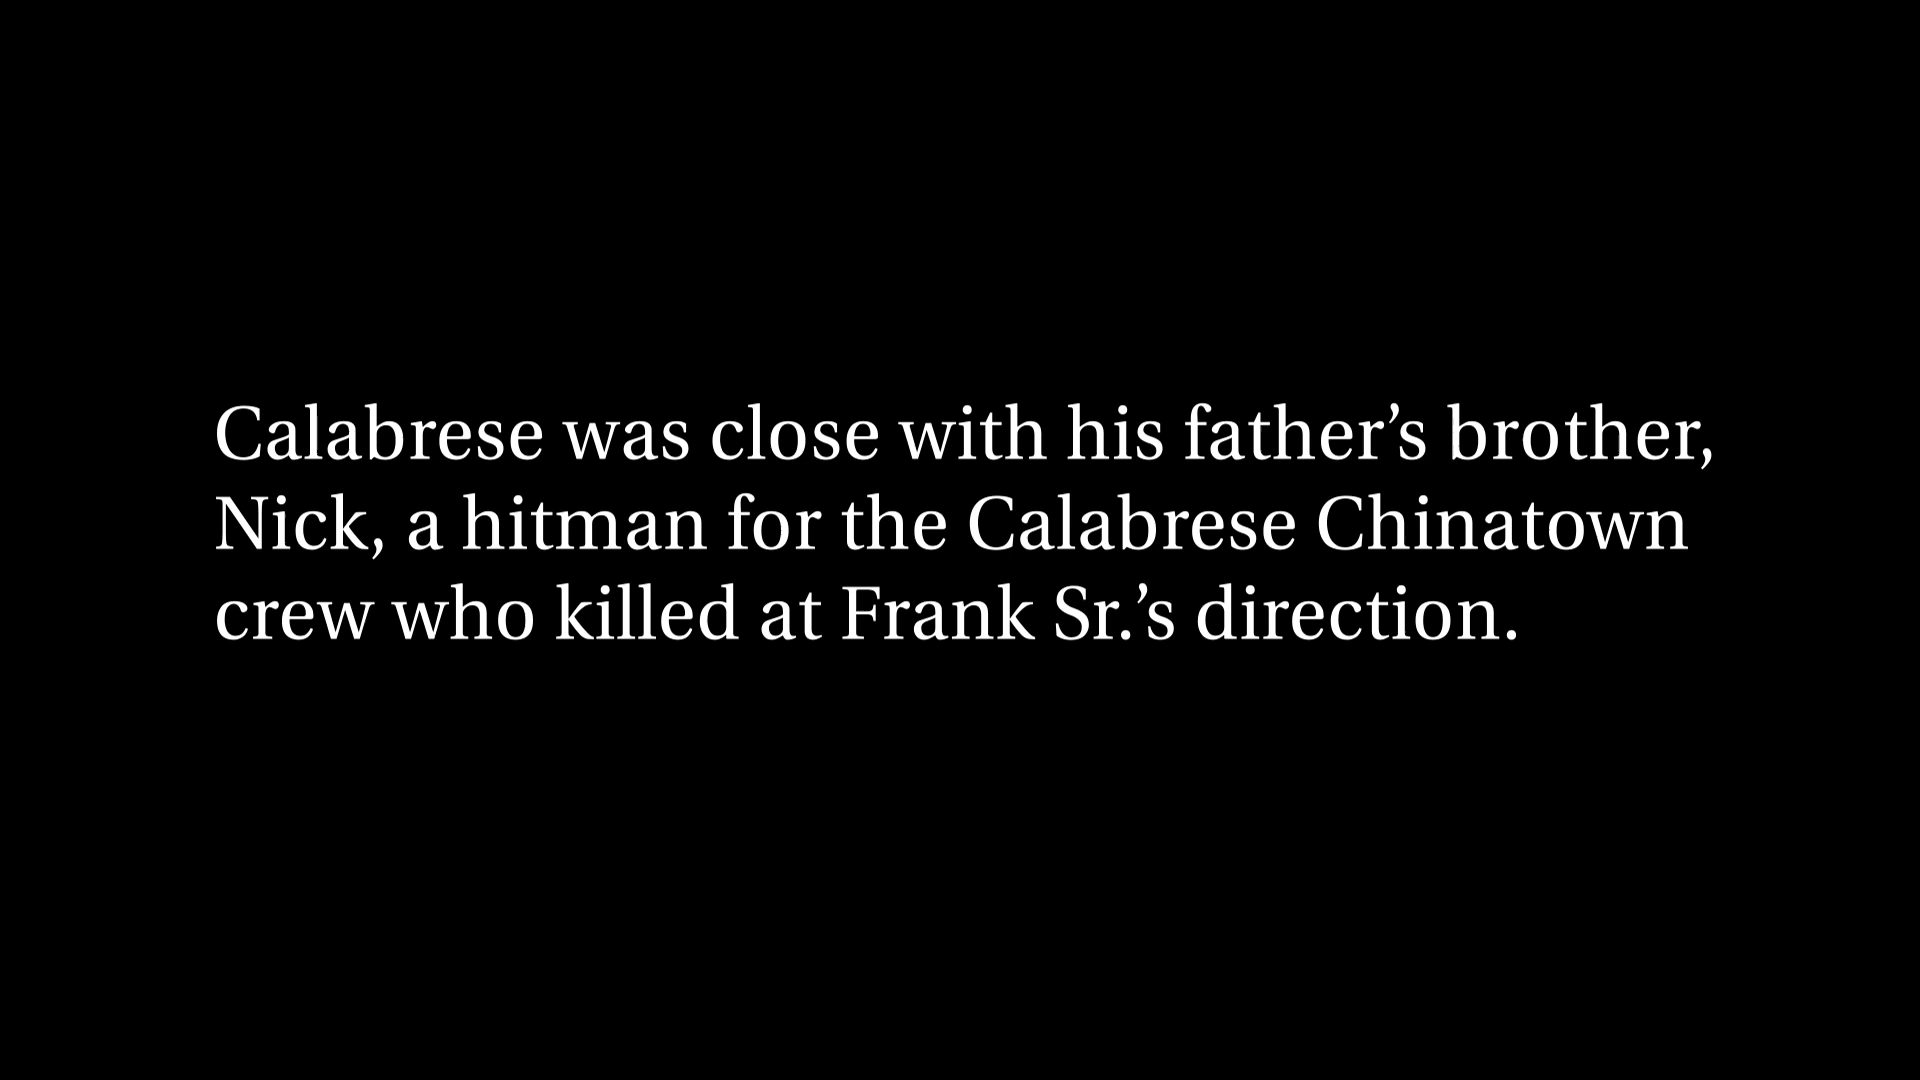 Calabrese was close with his father’s brother,
Nick, a hitman for the Calabrese Chinatown
crew who killed at Frank Sr.’s direction.